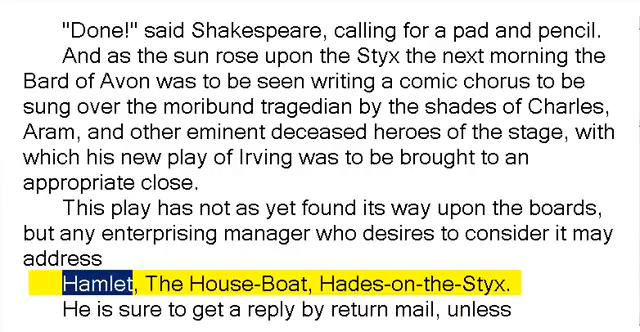 "Done!" said Shakespeare, calling for a pad and pencil.
And as the sun rose upon the Styx the next morning the
Bard of Avon was to be seen writing a comic chorus to be
sung over the moribund tragedian by the shades of Charles,
Aram, and other eminent deceased heroes of the stage, with
which his new play of Irving was to be brought to an
appropriate close.
This play has not as yet found its way upon the boards,
but any enterprising manager who desires to consider it may
address
Hamlet, The House-Boat, Hades-on-the-Styx.
He is sure to get a reply by return mail, unless